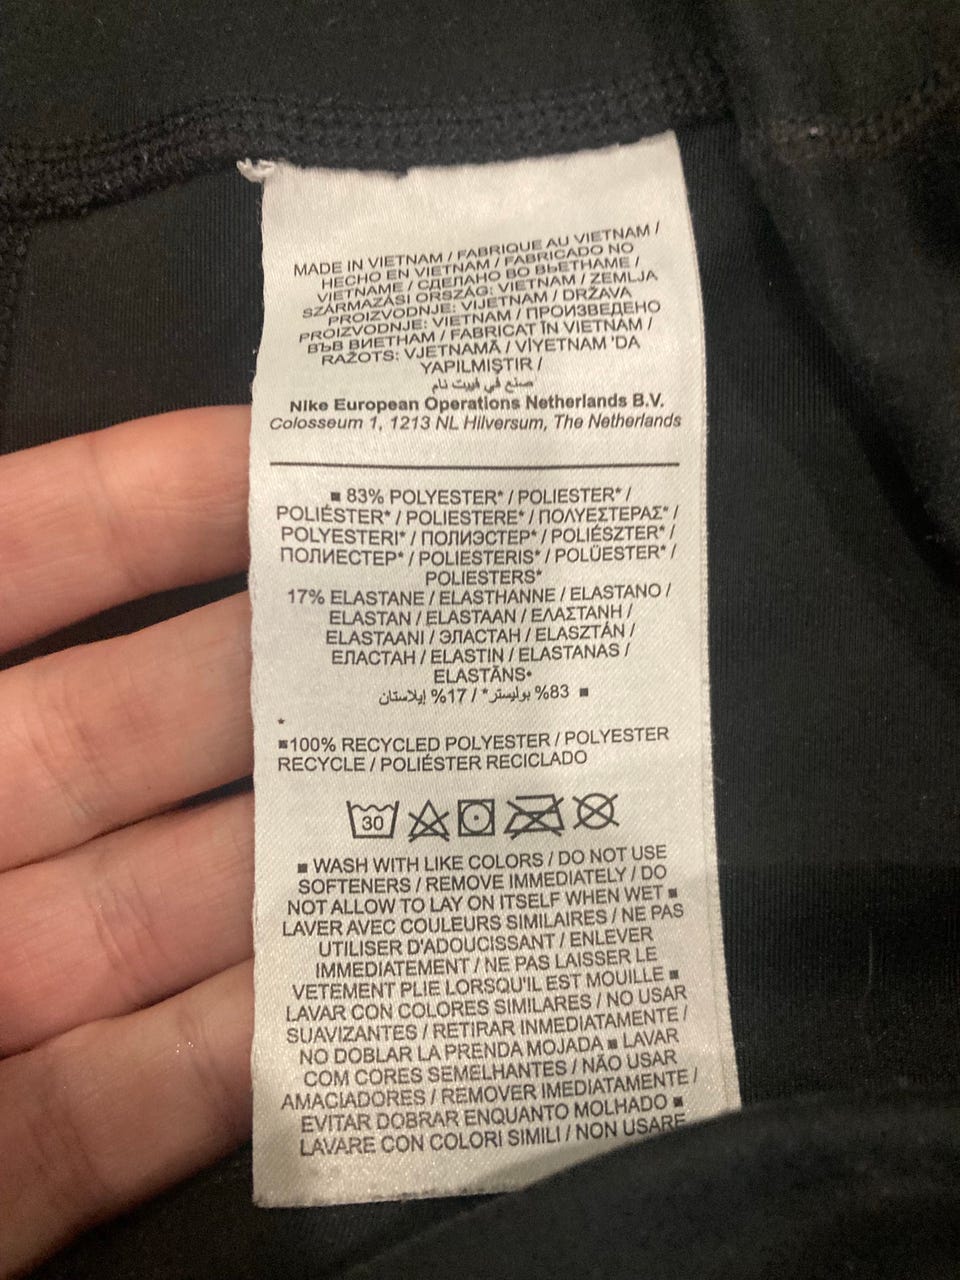 MADE IN VIETNAM / FABRIQUE AU VIETNAM /
HECHO EN VIETNAM / FABRICADO NO
VIETNAME / СДЕЛАНО ВО ВЬЕТНАМЕ /
SZÁRMAZÁSI ORSZÁG: VIETNAM / ZEMLJA
PROIZVODNJE: VIJETNAM / DRŽAVA
PROIZVODNJE: VIETNAM / ПРОИЗВЕДЕНО
ВЪВ ВИЕТНАМ / FABRICAT ÎN VIETNAM /
RAŽOTS: VJETNAMĀ / VİYETNAM 'DA
YAPILMIŞTIR /
صنع في فييت نام
Nike European Operations Netherlands B.V.
Colosseum 1, 1213 NL Hilversum, The Netherlands
■ 83% POLYESTER* / POLIESTER* /
POLIÉSTER* / POLIESTERE* / ΠΟΛΥΕΣΤΕΡΑΣ* /
POLYESTERI* / ПОЛИЭСТЕР* / POLIÉSZTER* /
ПОЛИЕСТЕР* / POLIESTERIS* / POLÜESTER* /
POLIESTERS*
17% ELASTANE / ELASTHANNE / ELASTANO /
ELASTAN / ELASTAAN / ΕΛΑΣΤΑΝΗ /
ELASTAANI / ЭЛАСТАН / ELASZTÁN /
ЕЛАСТАН / ELASTIN / ELASTANAS /
ELASTĀNS•
■ 83% بوليستر* / 17% إيلاستان
*
■100% RECYCLED POLYESTER / POLYESTER
RECYCLE / POLIÉSTER RECICLADO
30
■ WASH WITH LIKE COLORS / DO NOT USE
SOFTENERS / REMOVE IMMEDIATELY / DO
NOT ALLOW TO LAY ON ITSELF WHEN WET ■
LAVER AVEC COULEURS SIMILAIRES / NE PAS
UTILISER D'ADOUCISSANT / ENLEVER
IMMEDIATEMENT / NE PAS LAISSER LE
VETEMENT PLIE LORSQU'IL EST MOUILLE ■
LAVAR CON COLORES SIMILARES / NO USAR
SUAVIZANTES / RETIRAR INMEDIATAMENTE /
NO DOBLAR LA PRENDA MOJADA ■ LAVAR
COM CORES SEMELHANTES / NÃO USAR
AMACIADORES / REMOVER IMEDIATAMENTE /
EVITAR DOBRAR ENQUANTO MOLHADO ■
LAVARE CON COLORI SIMILI / NON USARE